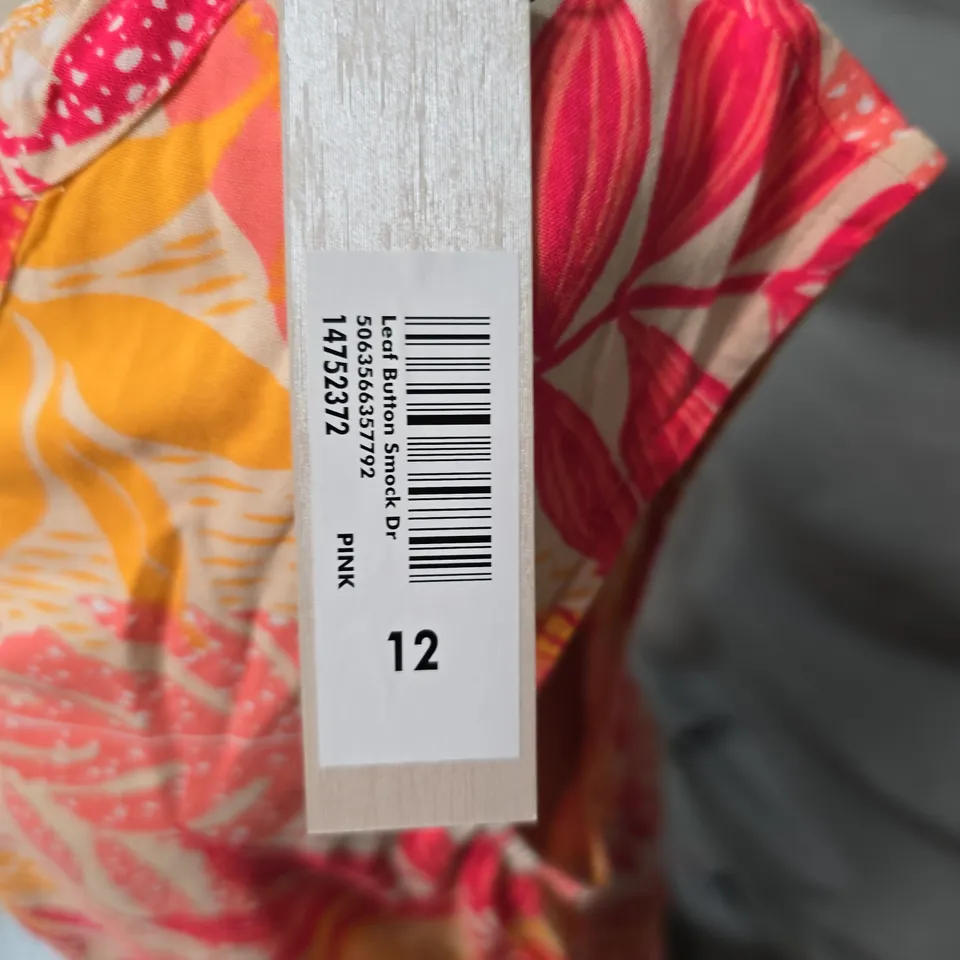 Leaf Button Smock Dr
5063566357792
14752372
PINK
12